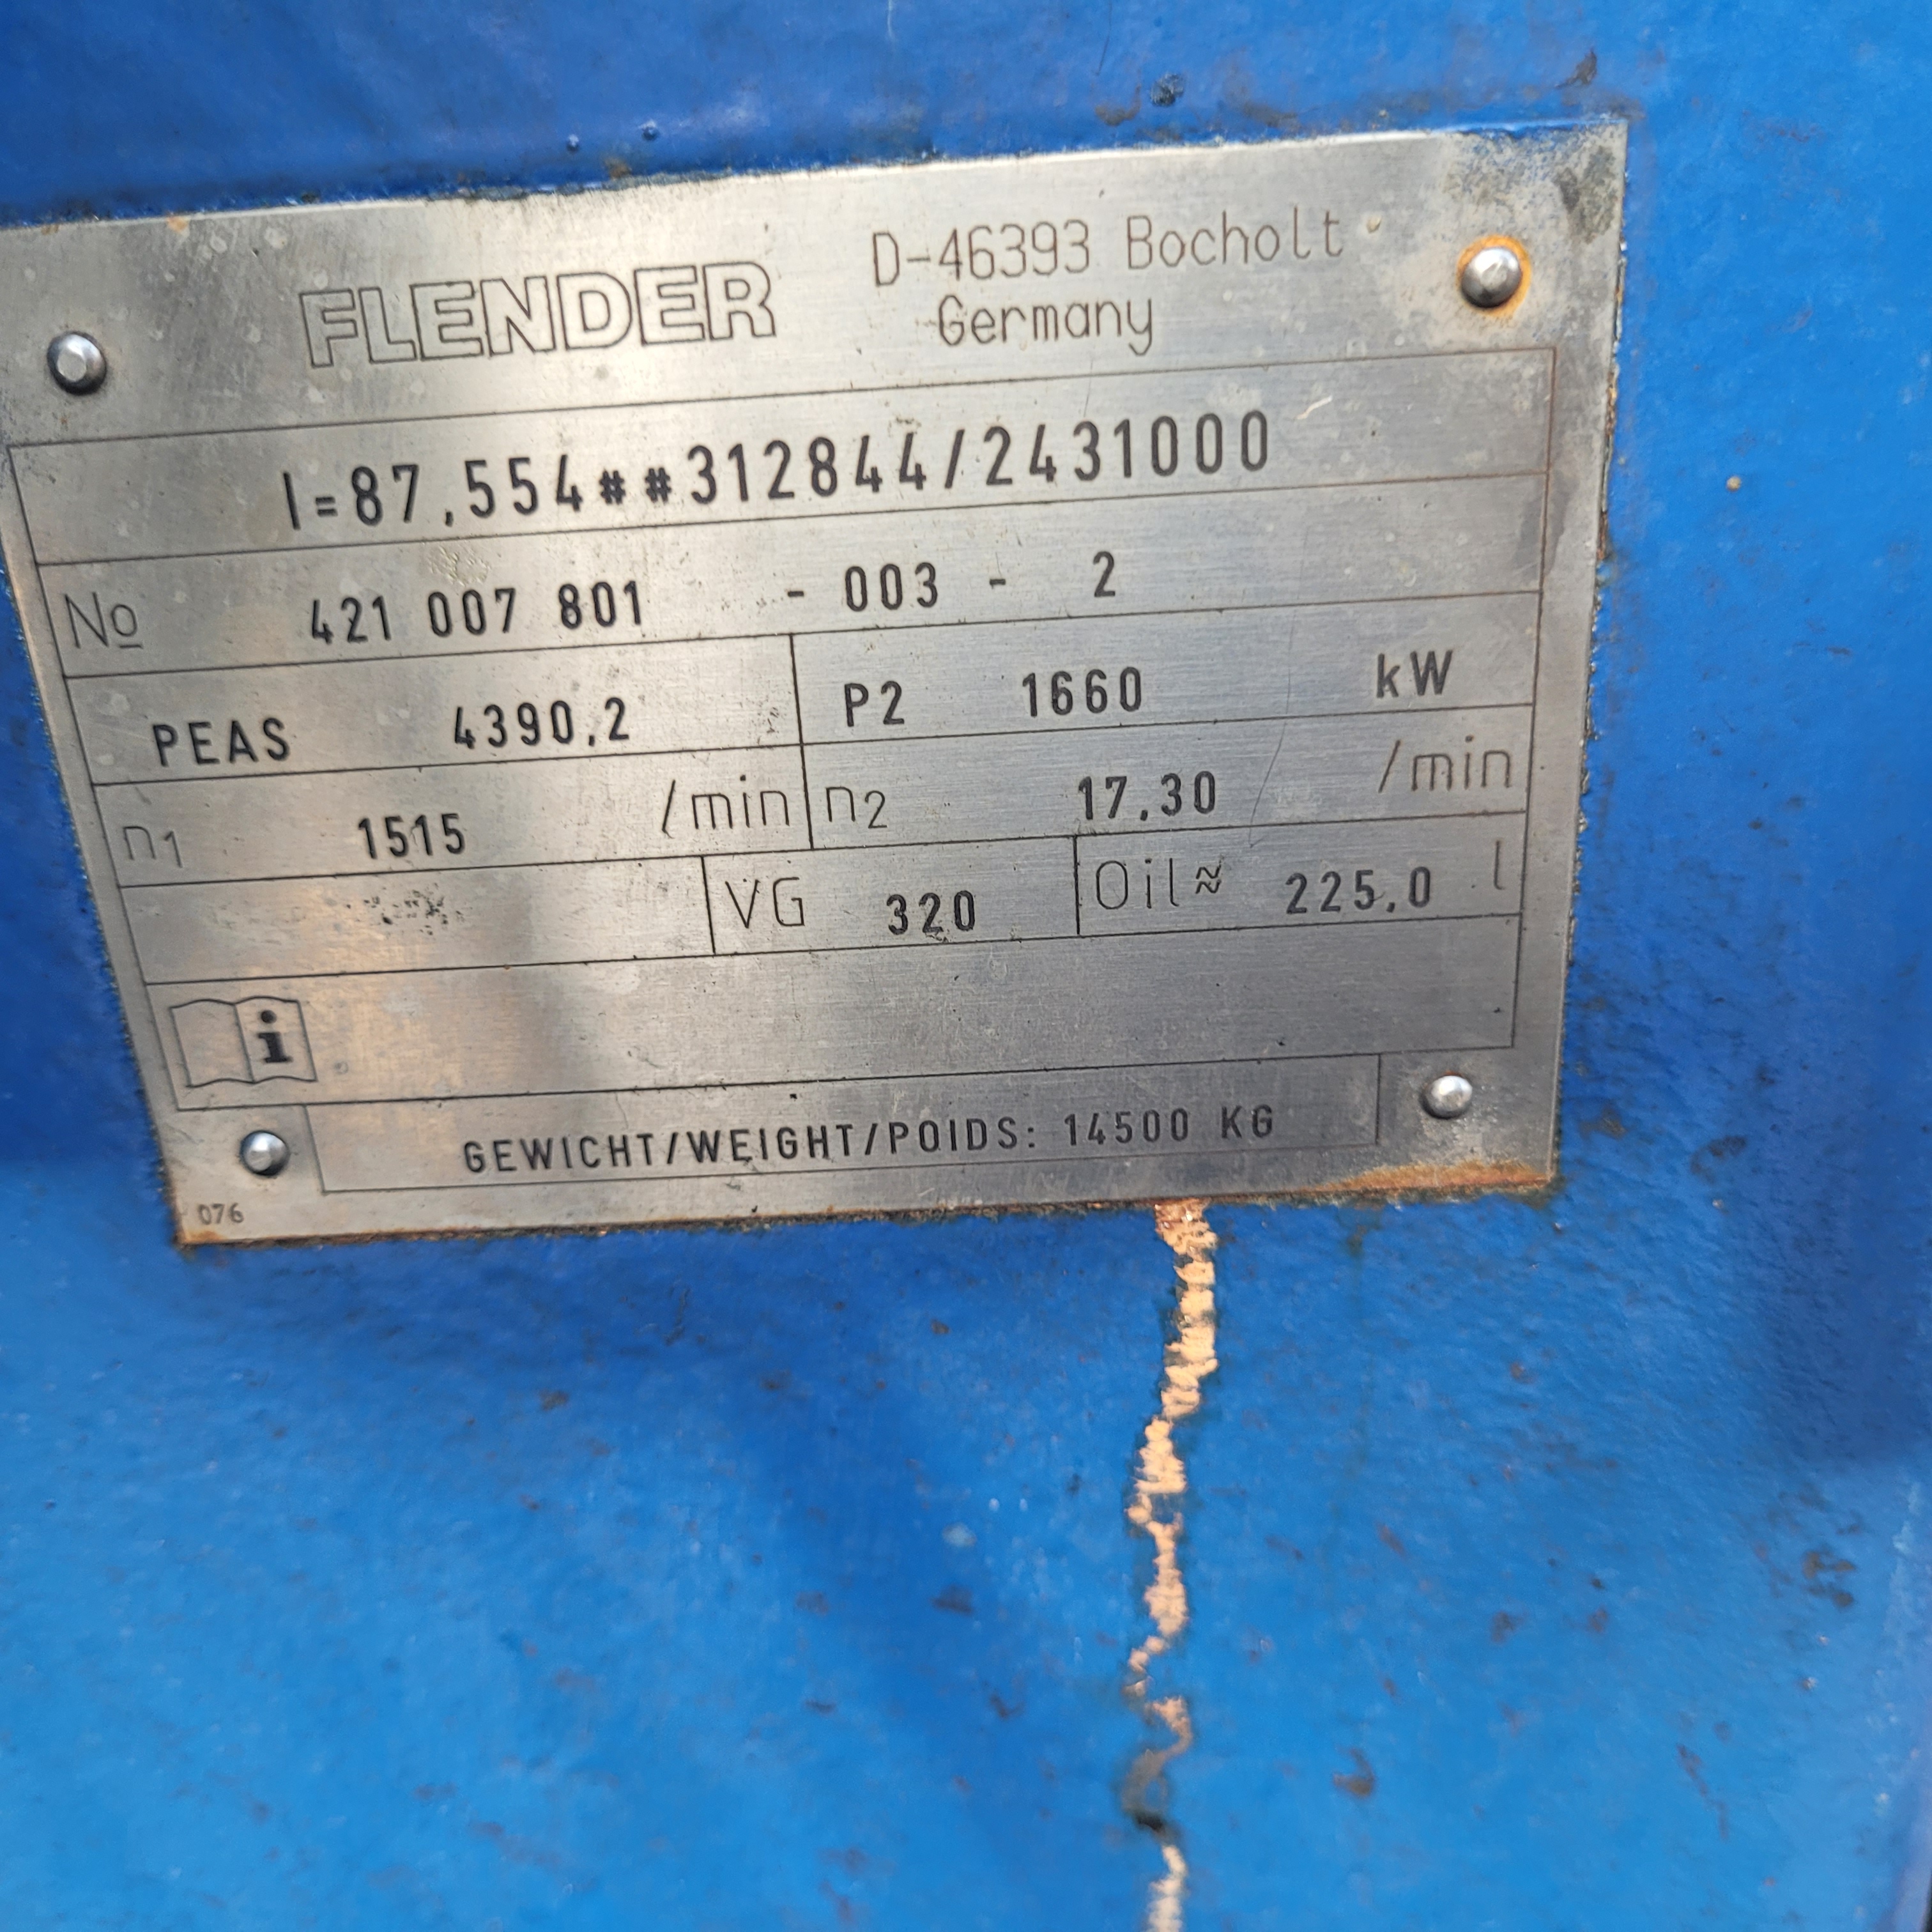 FLENDER D-46393 Bocholt
Germany
I=87,554##312844/2431000
No 421 007 801 - 003 - 2
PEAS 4390,2 P2 1660 kW
n1 1515 /min n2 17,30 /min
VG 320 Oil≈ 225,0 l
i
GEWICHT/WEIGHT/POIDS: 14500 KG
076